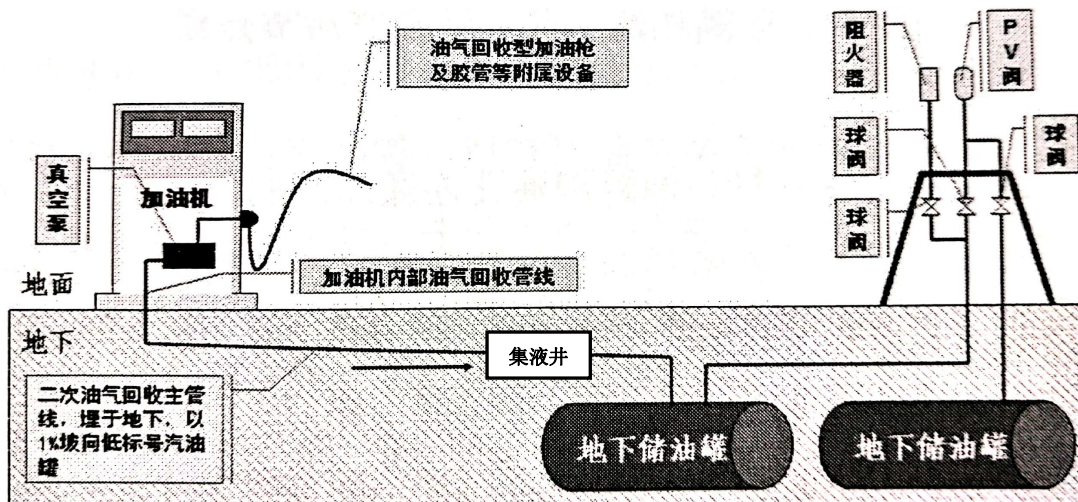 油气回收型加油枪
及胶管等附属设备
阻火器
PV阀
真空泵
加油机
球阀
球阀
球阀
加油机内部油气回收管线
地面
地下
集液井
二次油气回收主管
线，埋于地下，以
1%坡向低标号汽油
罐
地下储油罐
地下储油罐